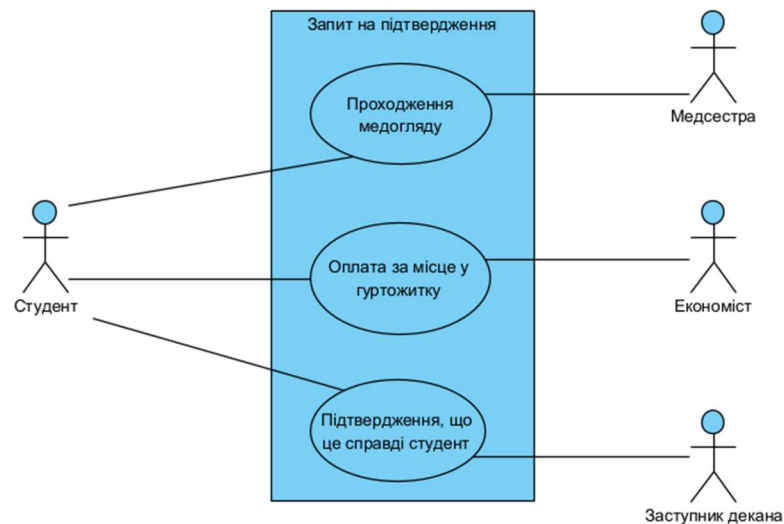 Запит на підтвердження
Проходження
медогляду
Медсестра
Студент
Оплата за місце у
гуртожитку
Економіст
Підтвердження, що
це справді студент
Заступник декана